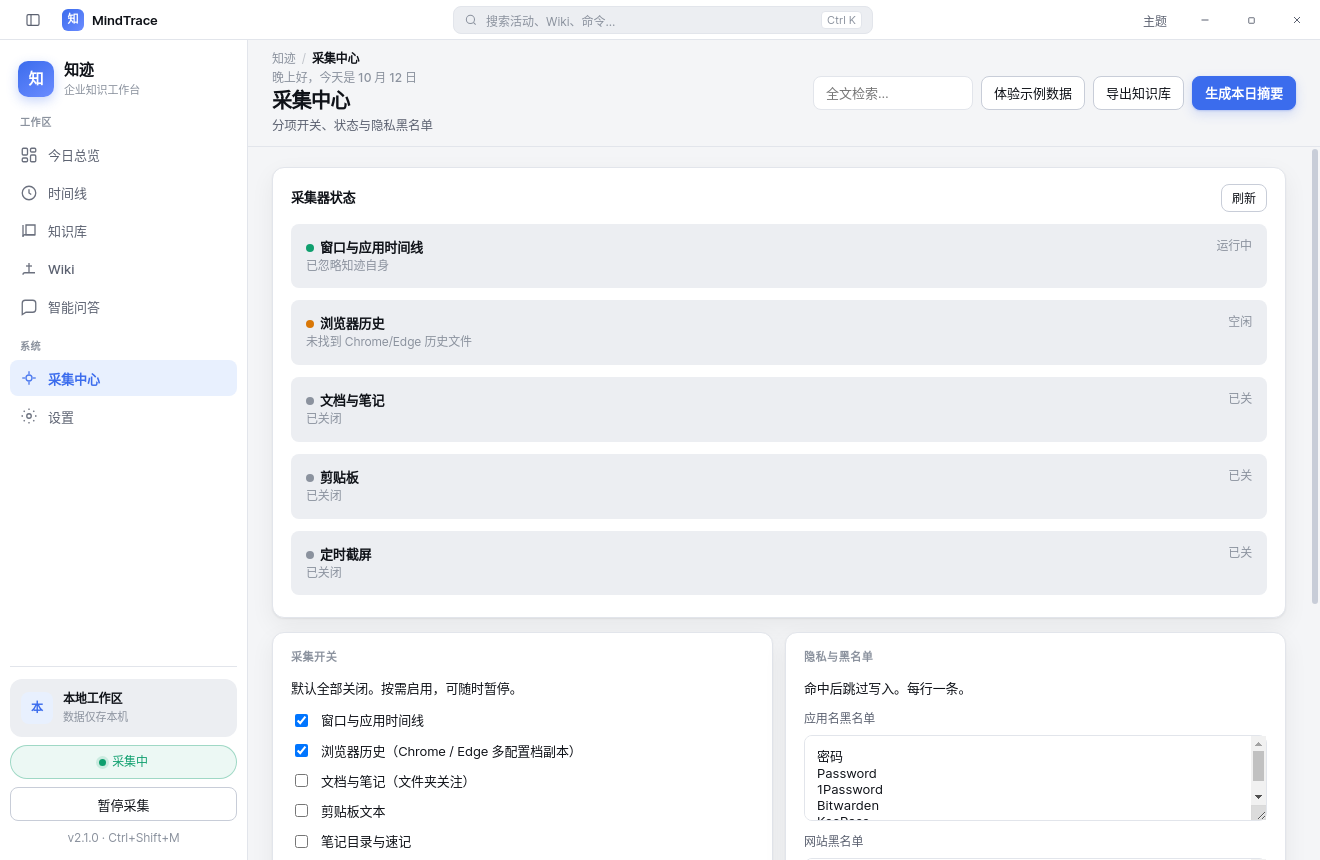 知 MindTrace
搜索活动、Wiki、命令...
Ctrl K
主题
知
知迹
企业知识工作台
工作区
今日总览
时间线
知识库
Wiki
智能问答
系统
采集中心
设置
本
本地工作区
数据仅存本机
采集中
暂停采集
v2.1.0 · Ctrl+Shift+M
知迹 / 采集中心
晚上好，今天是 10 月 12 日
采集中心
分项开关、状态与隐私黑名单
全文检索...
体验示例数据
导出知识库
生成本日摘要
采集器状态
刷新
窗口与应用时间线
运行中
已忽略知迹自身
浏览器历史
空闲
未找到 Chrome/Edge 历史文件
文档与笔记
已关
已关闭
剪贴板
已关
已关闭
定时截屏
已关
已关闭
采集开关
默认全部关闭。按需启用，可随时暂停。
窗口与应用时间线
浏览器历史（Chrome / Edge 多配置档副本）
文档与笔记（文件夹关注）
剪贴板文本
笔记目录与速记
隐私与黑名单
命中后跳过写入。每行一条。
应用名黑名单
密码
Password
1Password
Bitwarden
网站黑名单